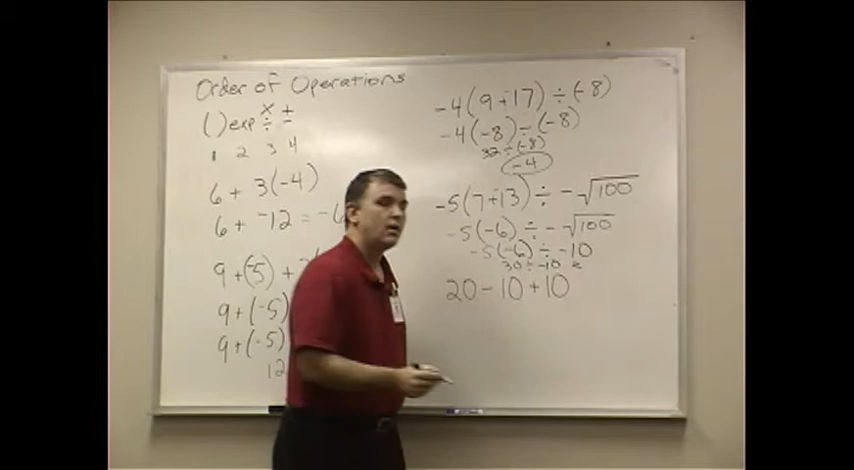 Order of Operations
( ) exp × ÷ + −
1 2 3 4
6 + 3(-4)
6 + -12 = -6
9 + (-5) +
9 + (-5)
9 + (-5)
12
-4(9 + 17) ÷ (-8)
-4(-8) ÷ (-8)
32 ÷ (-8)
-4
-5(7 + 13) ÷ -√100
-5(-6) ÷ -√100
-5(-6) ÷ -10
30 ÷ -10
20 - 10 + 10